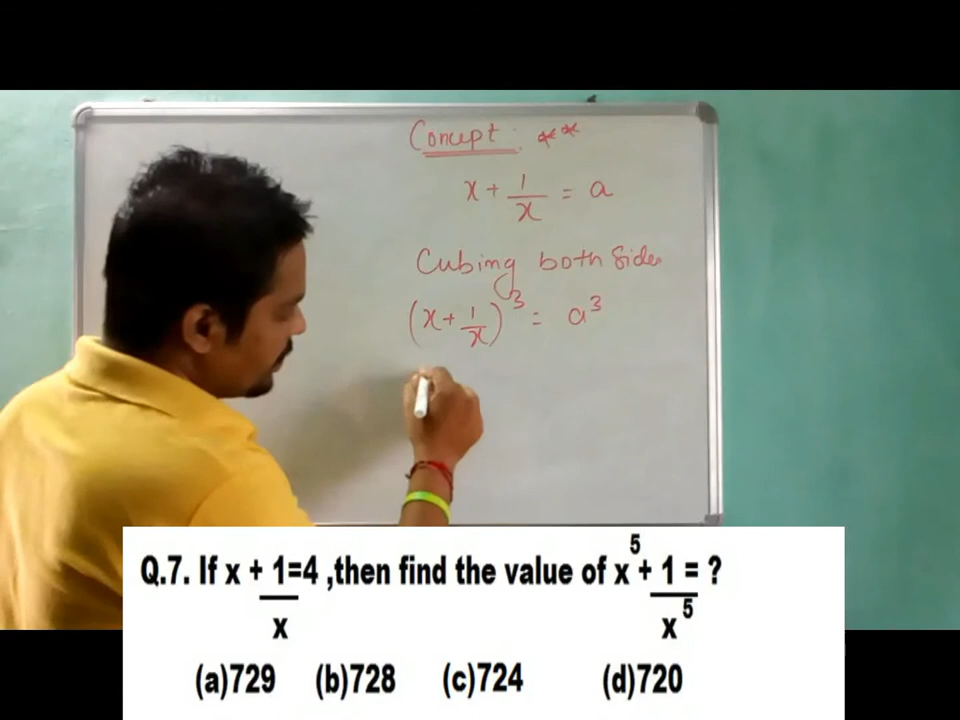 Concept : **
x + 1/x = a
Cubing both sides
(x + 1/x)³ = a³
Q.7. If x + 1/x =4 ,then find the value of x⁵ + 1/x⁵ = ?
(a)729 (b)728 (c)724 (d)720